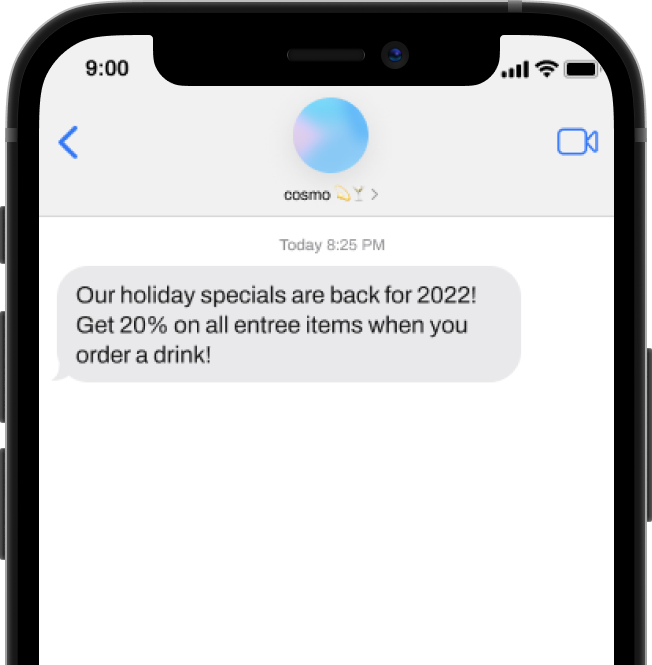 9:00
cosmo 💫🍸
Today 8:25 PM
Our holiday specials are back for 2022!
Get 20% on all entree items when you
order a drink!